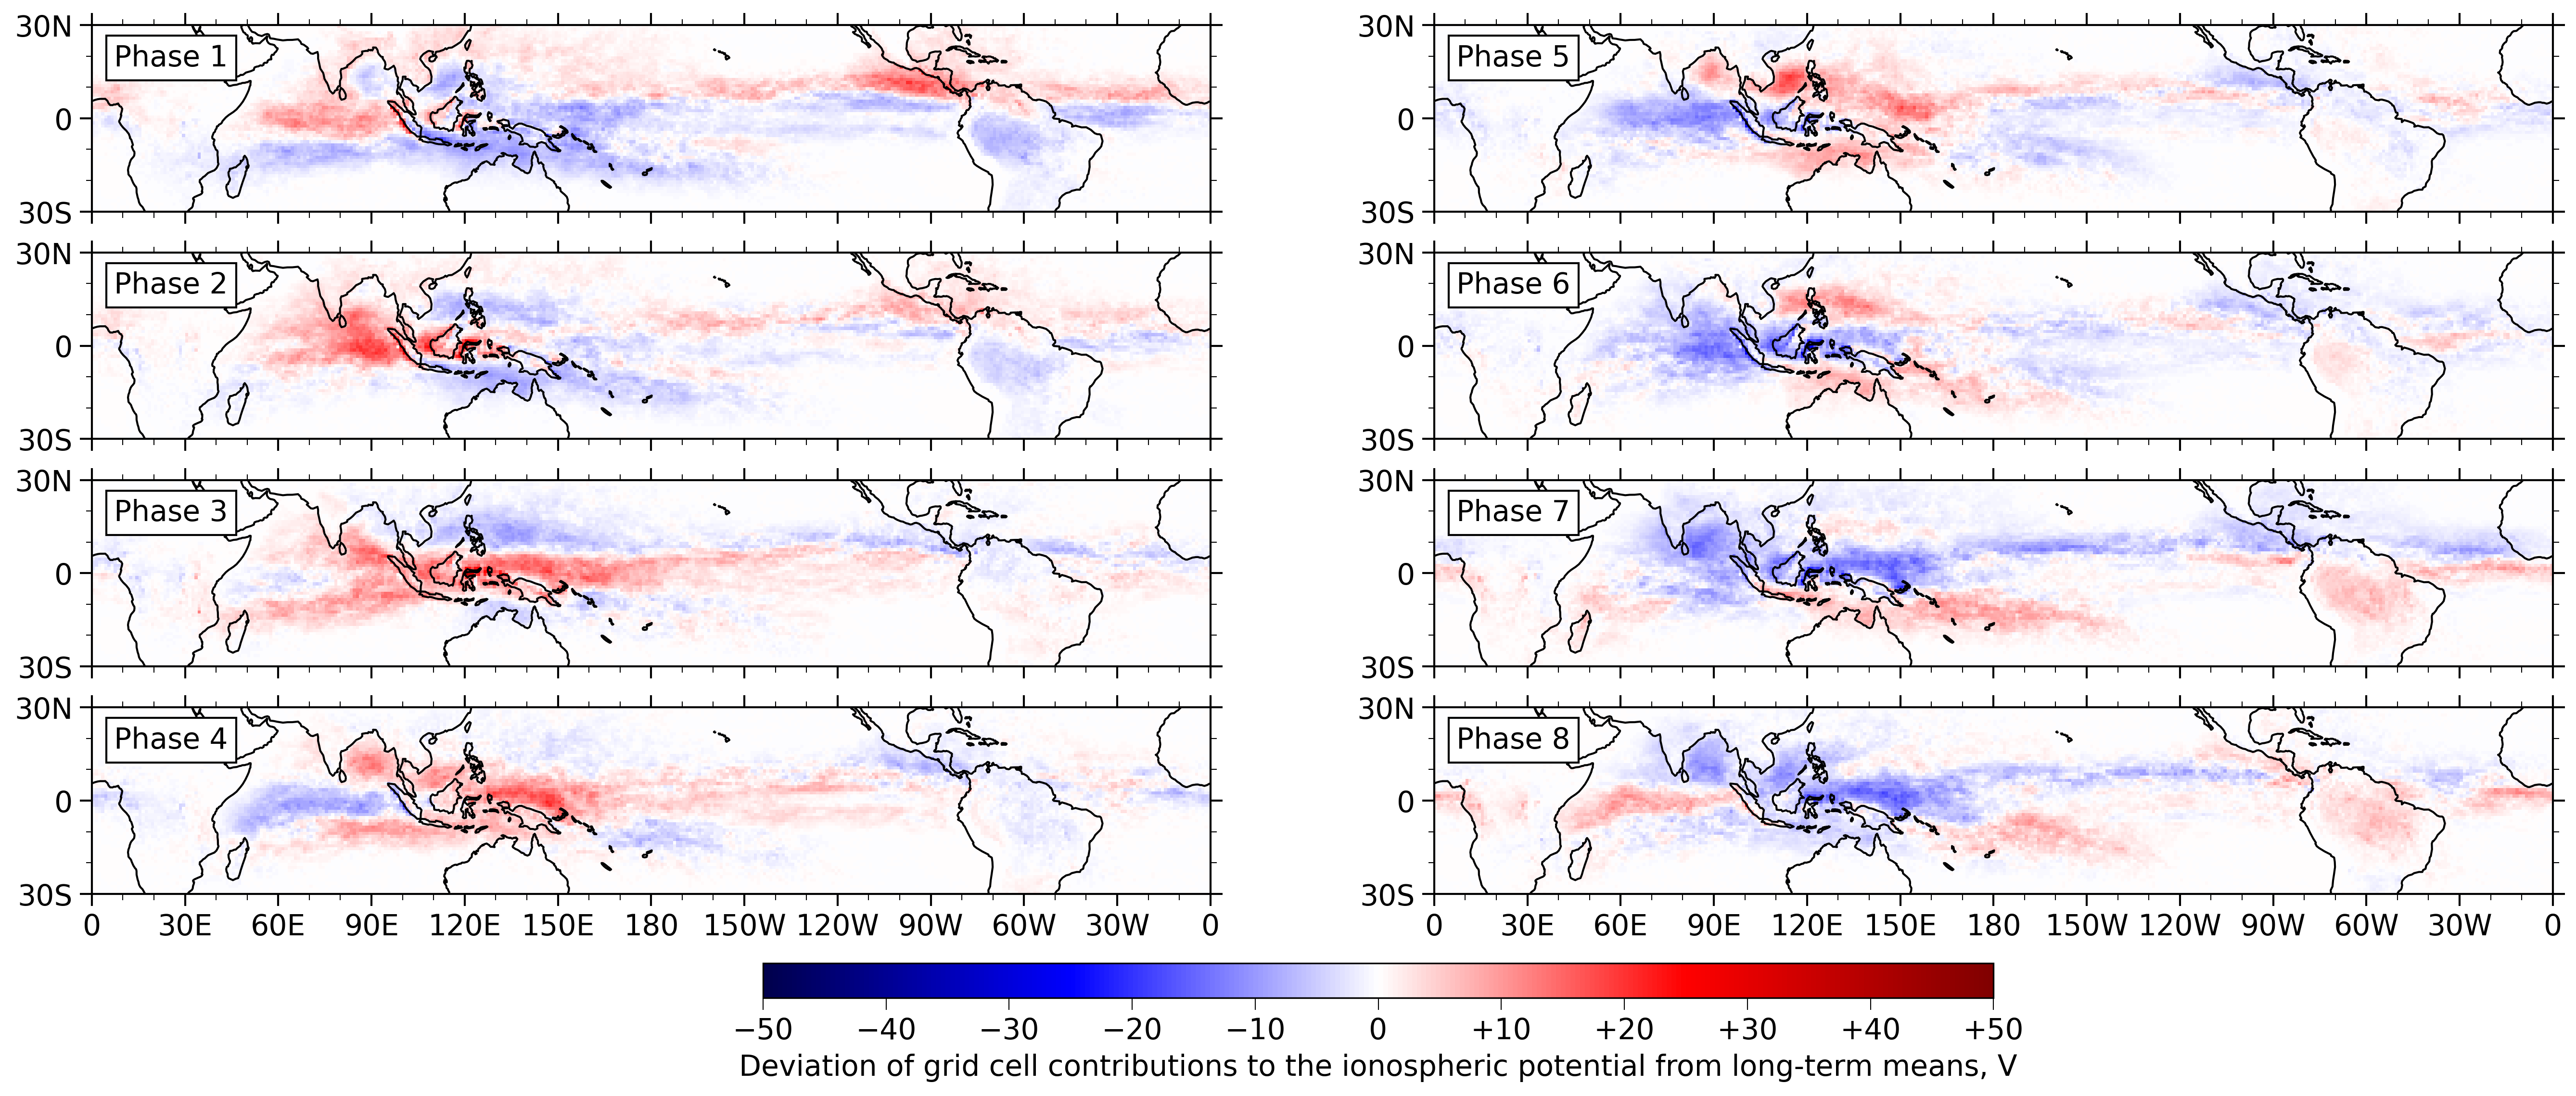 30N
Phase 1
0
30S
30N
Phase 5
0
30S
30N
Phase 2
0
30S
30N
Phase 6
0
30S
30N
Phase 3
0
30S
30N
Phase 7
0
30S
30N
Phase 4
0
30S
30N
Phase 8
0
30S
0 30E 60E 90E 120E 150E 180 150W 120W 90W 60W 30W 0
0 30E 60E 90E 120E 150E 180 150W 120W 90W 60W 30W 0
−50 −40 −30 −20 −10 0 +10 +20 +30 +40 +50
Deviation of grid cell contributions to the ionospheric potential from long-term means, V